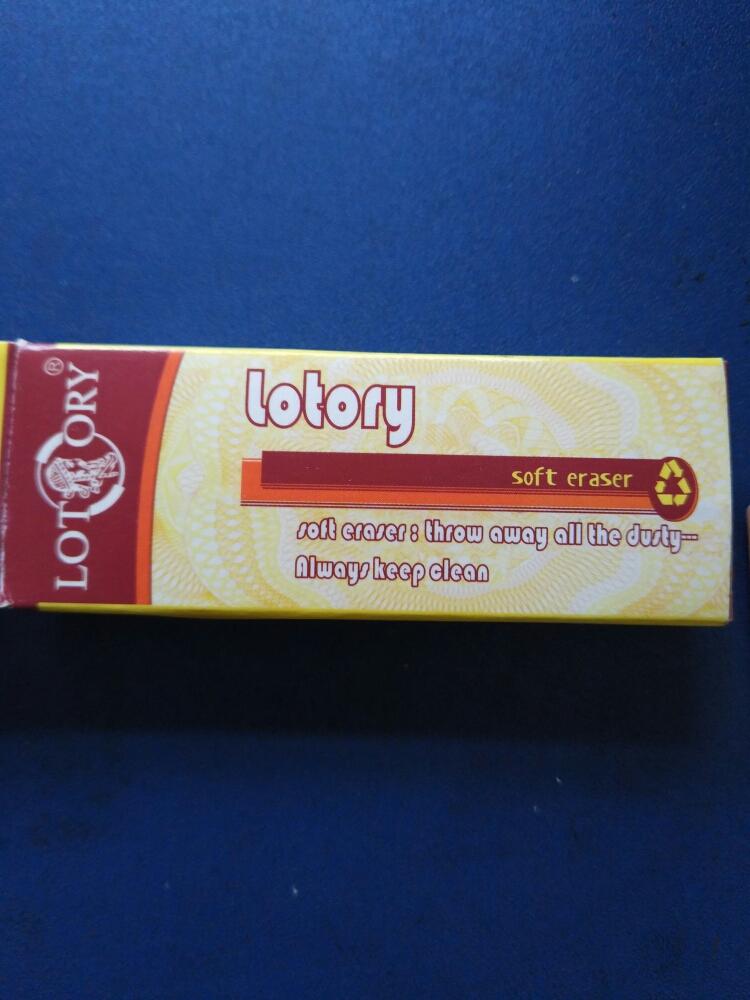 LOTORY®
Lotory
soft eraser
soft eraser : throw away all the dusty---
Always keep clean